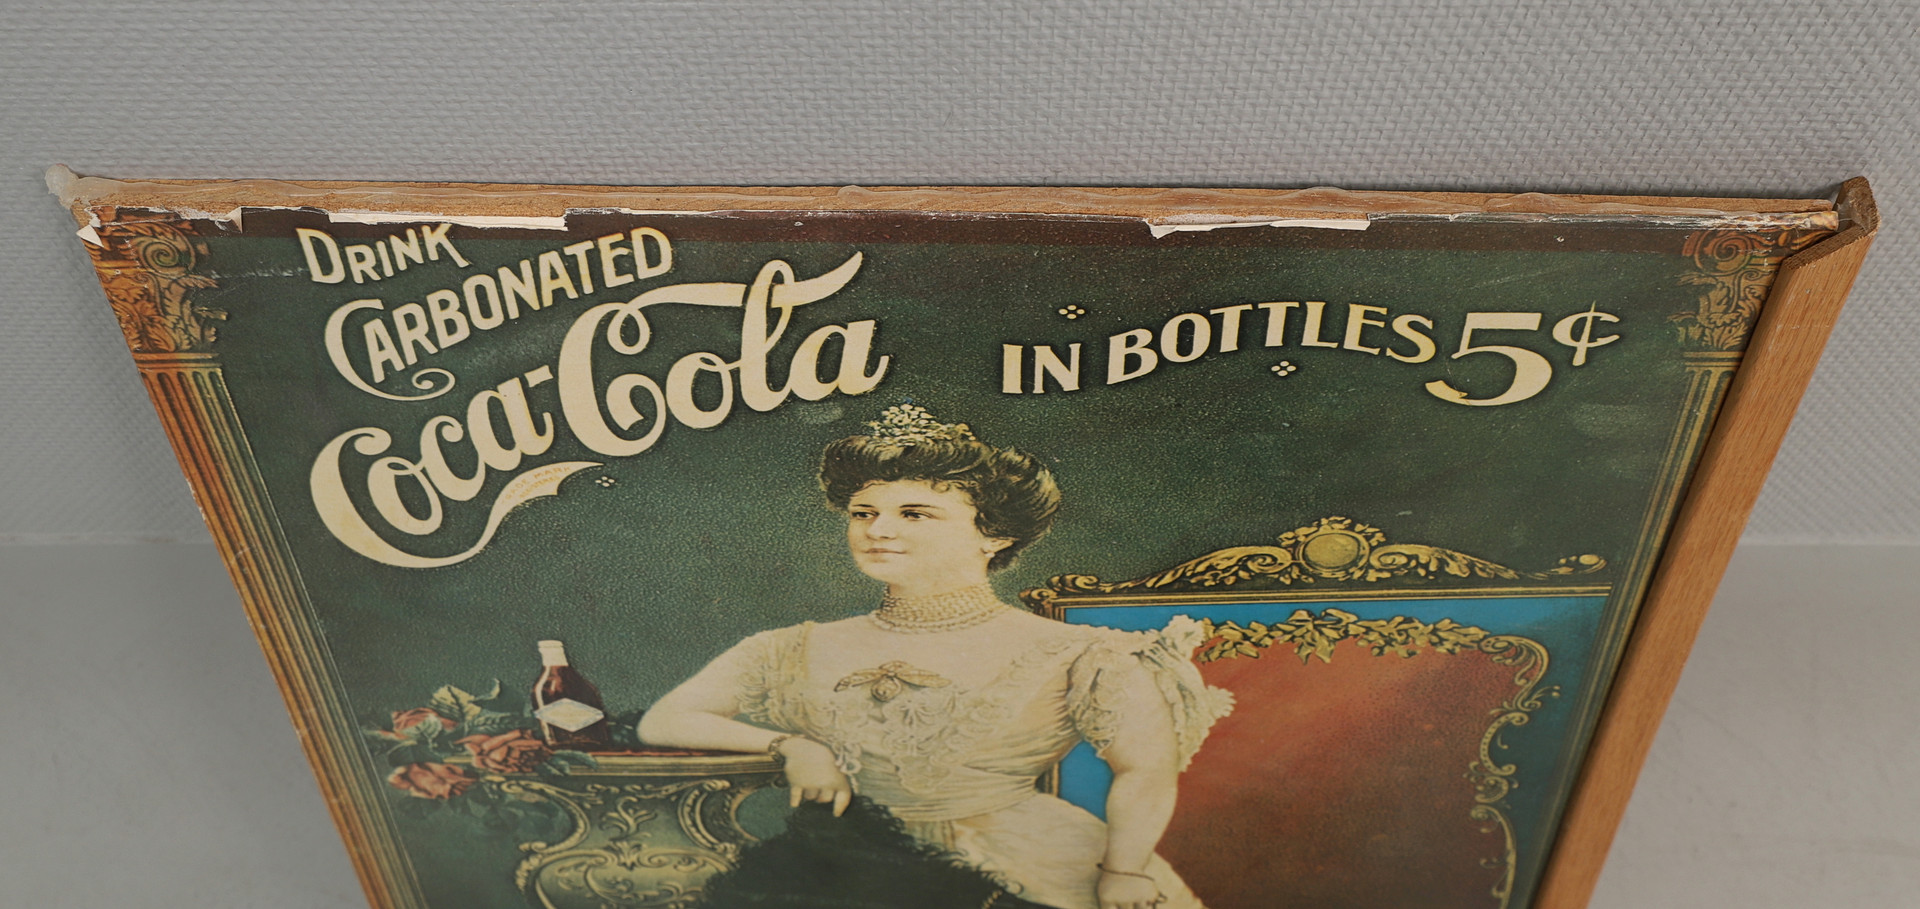 DRINK
CARBONATED
Coca-Cola
IN BOTTLES 5¢